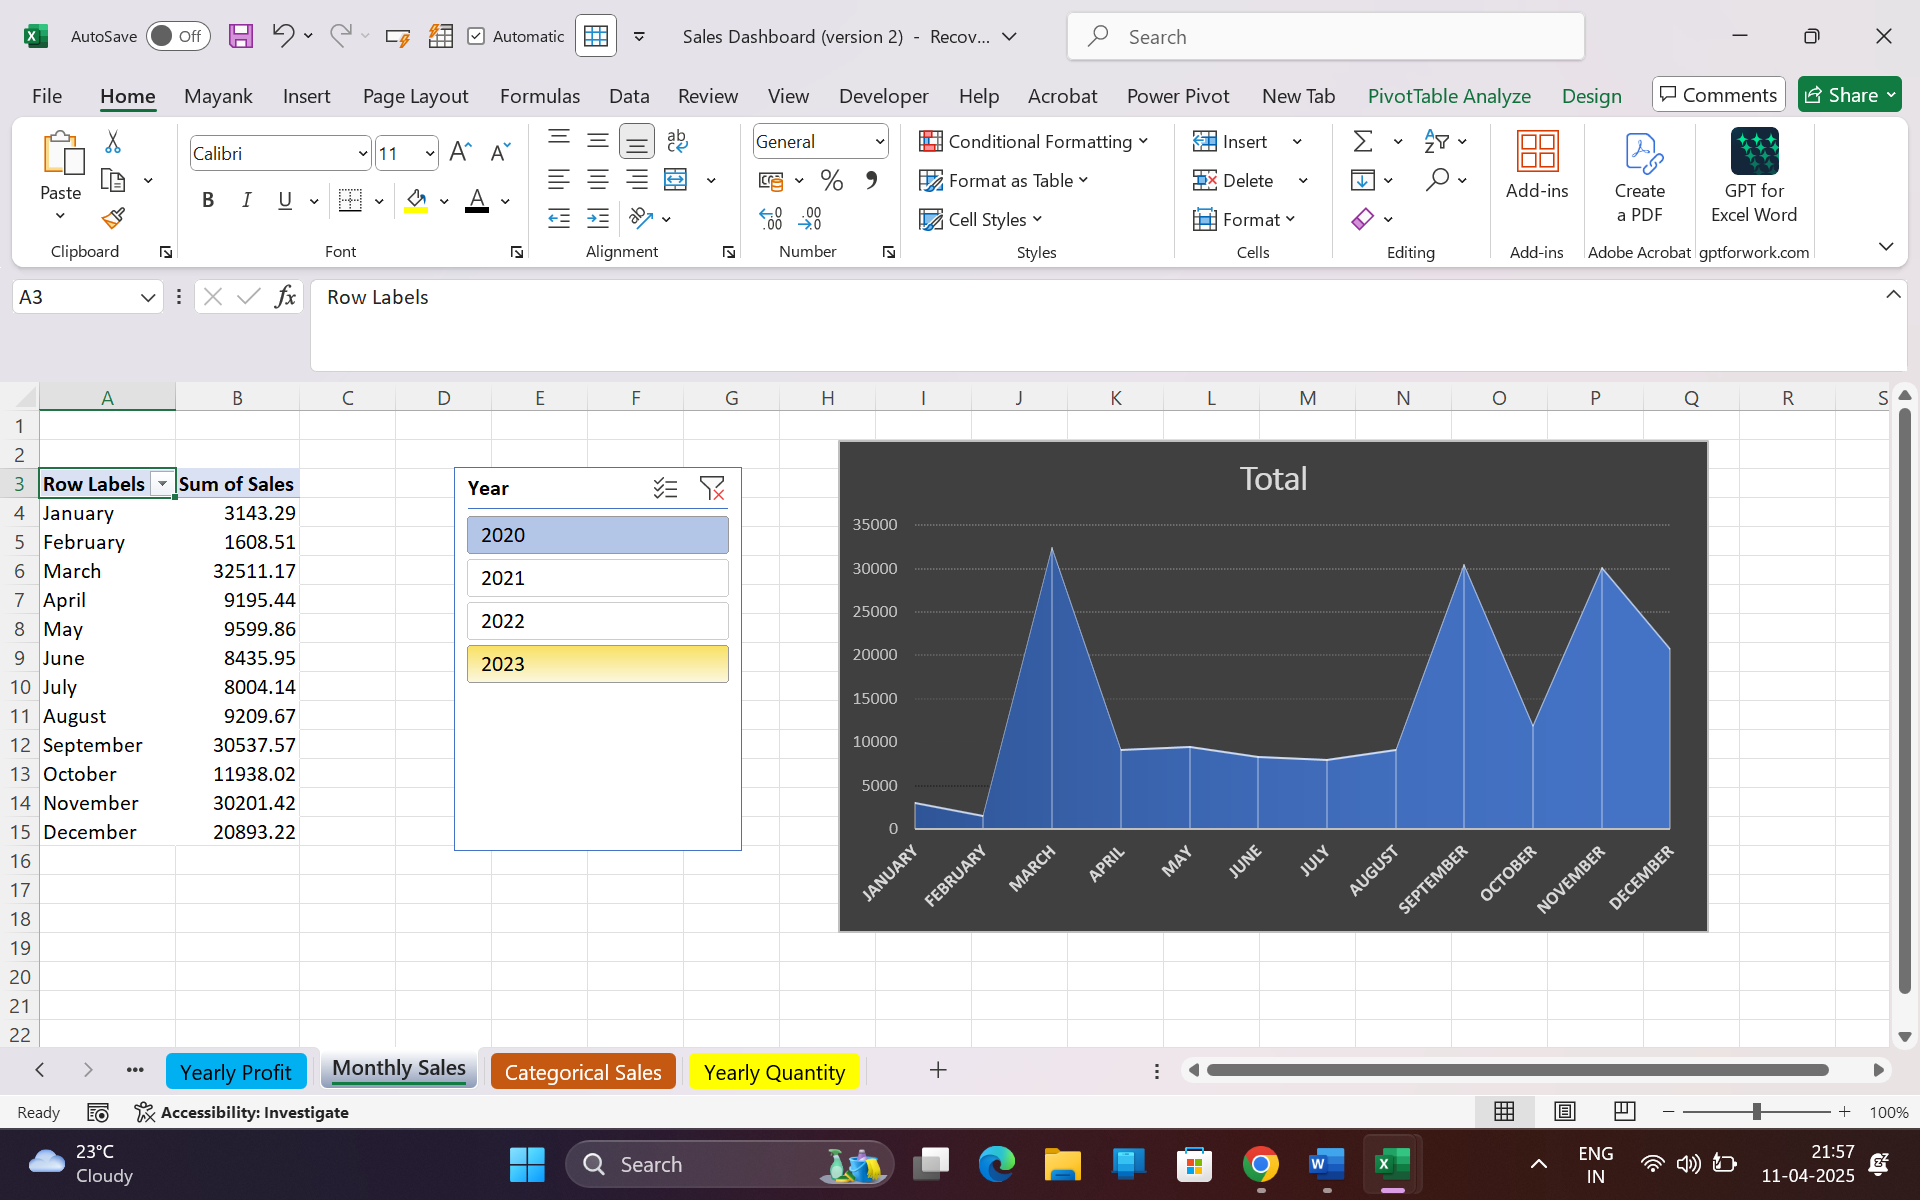 AutoSave Off Automatic Sales Dashboard (version 2) - Recov... Search
File Home Mayank Insert Page Layout Formulas Data Review View Developer Help Acrobat Power Pivot New Tab PivotTable Analyze Design Comments Share
Paste
Clipboard
Calibri 11
B I U A
Font
ab
Alignment
General
% 9
Number
Conditional Formatting
Format as Table
Cell Styles
Styles
Insert
Delete
Format
Cells
Editing
Add-ins
Add-ins
Create
a PDF
Adobe Acrobat
GPT for
Excel Word
gptforwork.com
A3 fx Row Labels
A B C D E F G H I J K L M N O P Q R S
1
2
3 Row Labels Sum of Sales
4 January 3143.29
5 February 1608.51
6 March 32511.17
7 April 9195.44
8 May 9599.86
9 June 8435.95
10 July 8004.14
11 August 9209.67
12 September 30537.57
13 October 11938.02
14 November 30201.42
15 December 20893.22
16
17
18
19
20
21
22
Year
2020
2021
2022
2023
Total
35000
30000
25000
20000
15000
10000
5000
0
JANUARY FEBRUARY MARCH APRIL MAY JUNE JULY AUGUST SEPTEMBER OCTOBER NOVEMBER DECEMBER
Yearly Profit Monthly Sales Categorical Sales Yearly Quantity
Ready Accessibility: Investigate 100%
23°C
Cloudy
Search
ENG
IN
21:57
11-04-2025